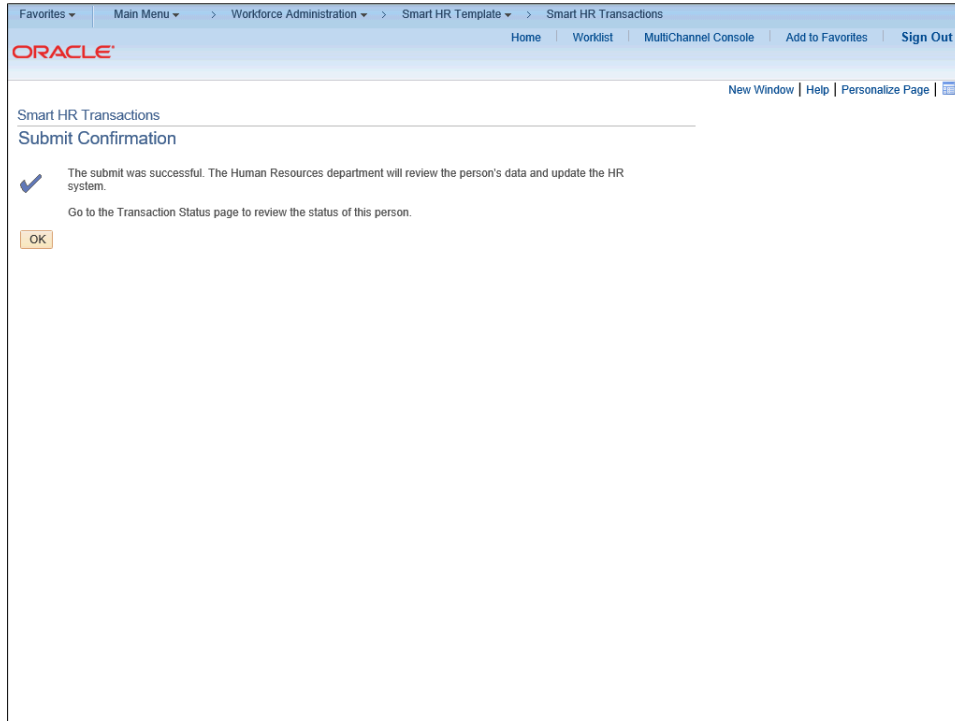 Favorites Main Menu > Workforce Administration > Smart HR Template > Smart HR Transactions
Home Worklist MultiChannel Console Add to Favorites Sign Out
ORACLE
New Window | Help | Personalize Page |
Smart HR Transactions
Submit Confirmation
The submit was successful. The Human Resources department will review the person's data and update the HR
system.
Go to the Transaction Status page to review the status of this person.
OK